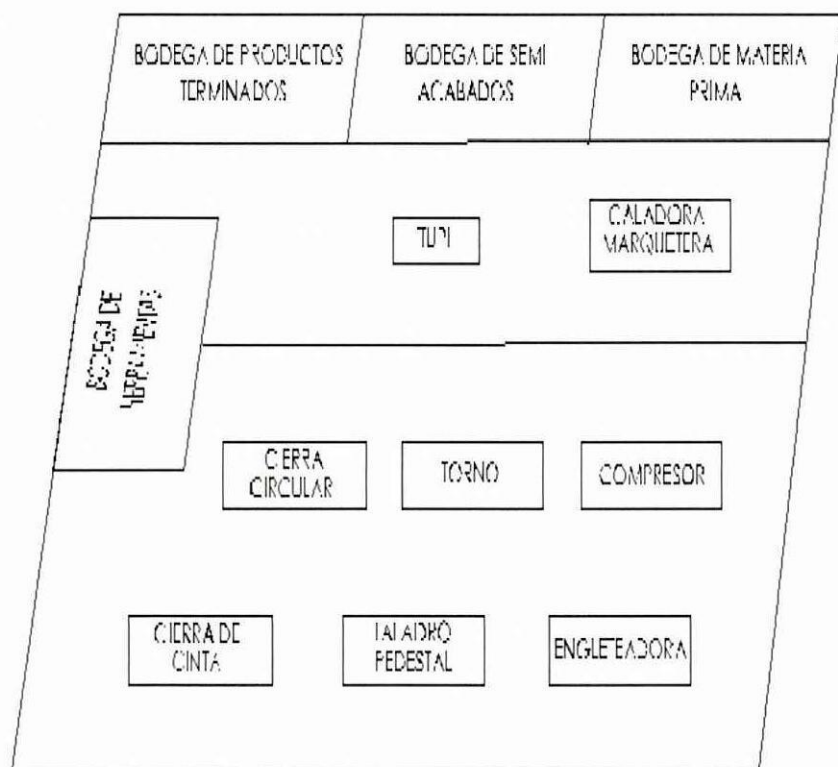 BODEGA DE PRODUCTOS
TERMINADOS
BODEGA DE SEMI
ACABADOS
BODEGA DE MATERIA
PRIMA
TUPI
CALADORA
MARQUETERA
BODEGA DE
HERRAMIENTAS
CIERRA
CIRCULAR
TORNO
COMPRESOR
CIERRA DE
CINTA
TALADRO
PEDESTAL
ENGLETEADORA